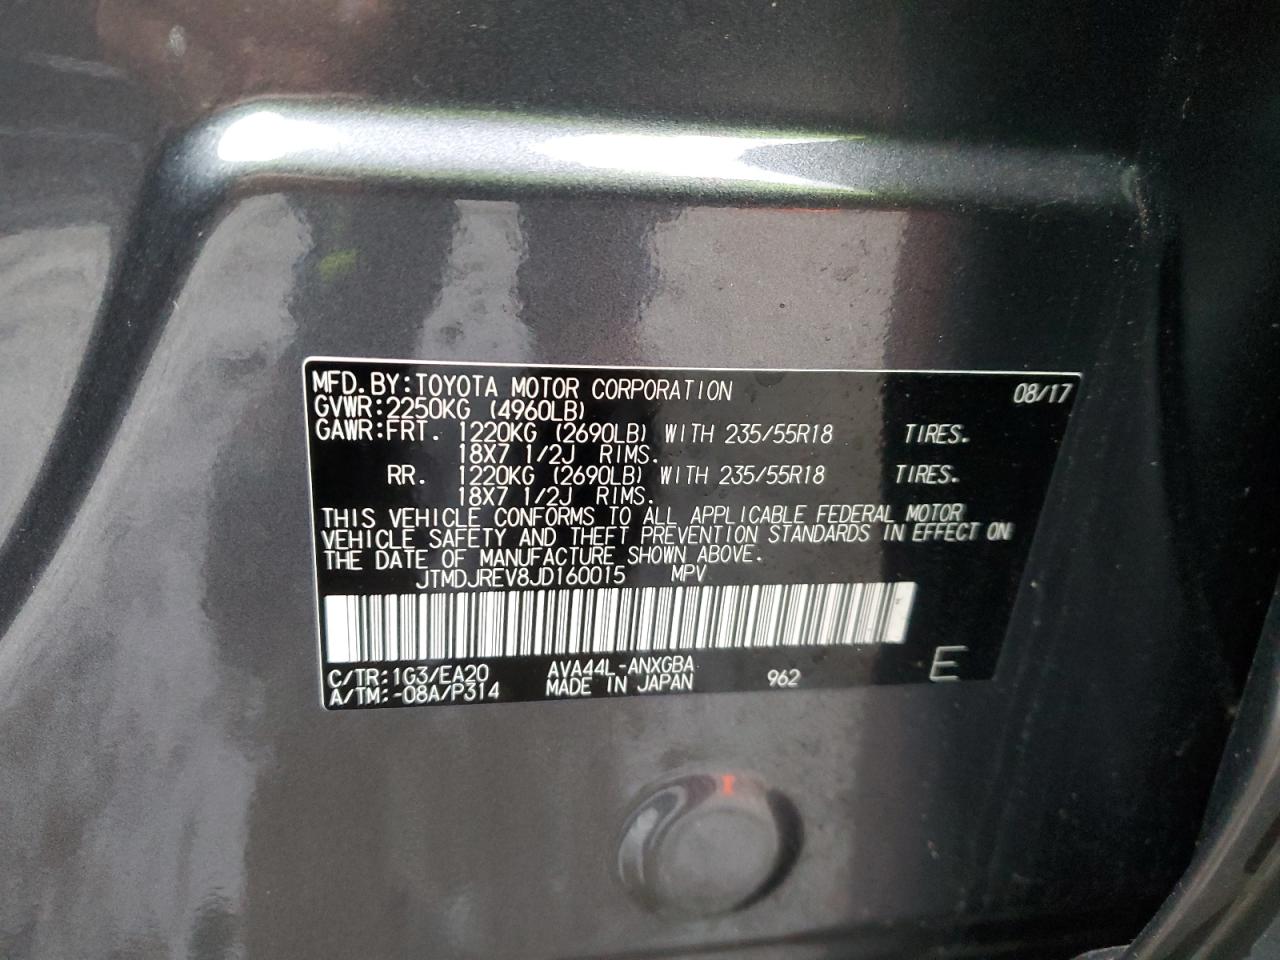 MFD.BY:TOYOTA MOTOR CORPORATION 08/17
GVWR:2250KG (4960LB)
GAWR:FRT. 1220KG (2690LB) WITH 235/55R18 TIRES.
18X7 1/2J RIMS.
RR. 1220KG (2690LB) WITH 235/55R18 TIRES.
18X7 1/2J RIMS.
THIS VEHICLE CONFORMS TO ALL APPLICABLE FEDERAL MOTOR
VEHICLE SAFETY AND THEFT PREVENTION STANDARDS IN EFFECT ON
THE DATE OF MANUFACTURE SHOWN ABOVE.
JTMDJREV8JD160015 MPV
C/TR:1G3/EA20 AVA44L-ANXGBA
A/TM:-08A/P314 MADE IN JAPAN 962 E